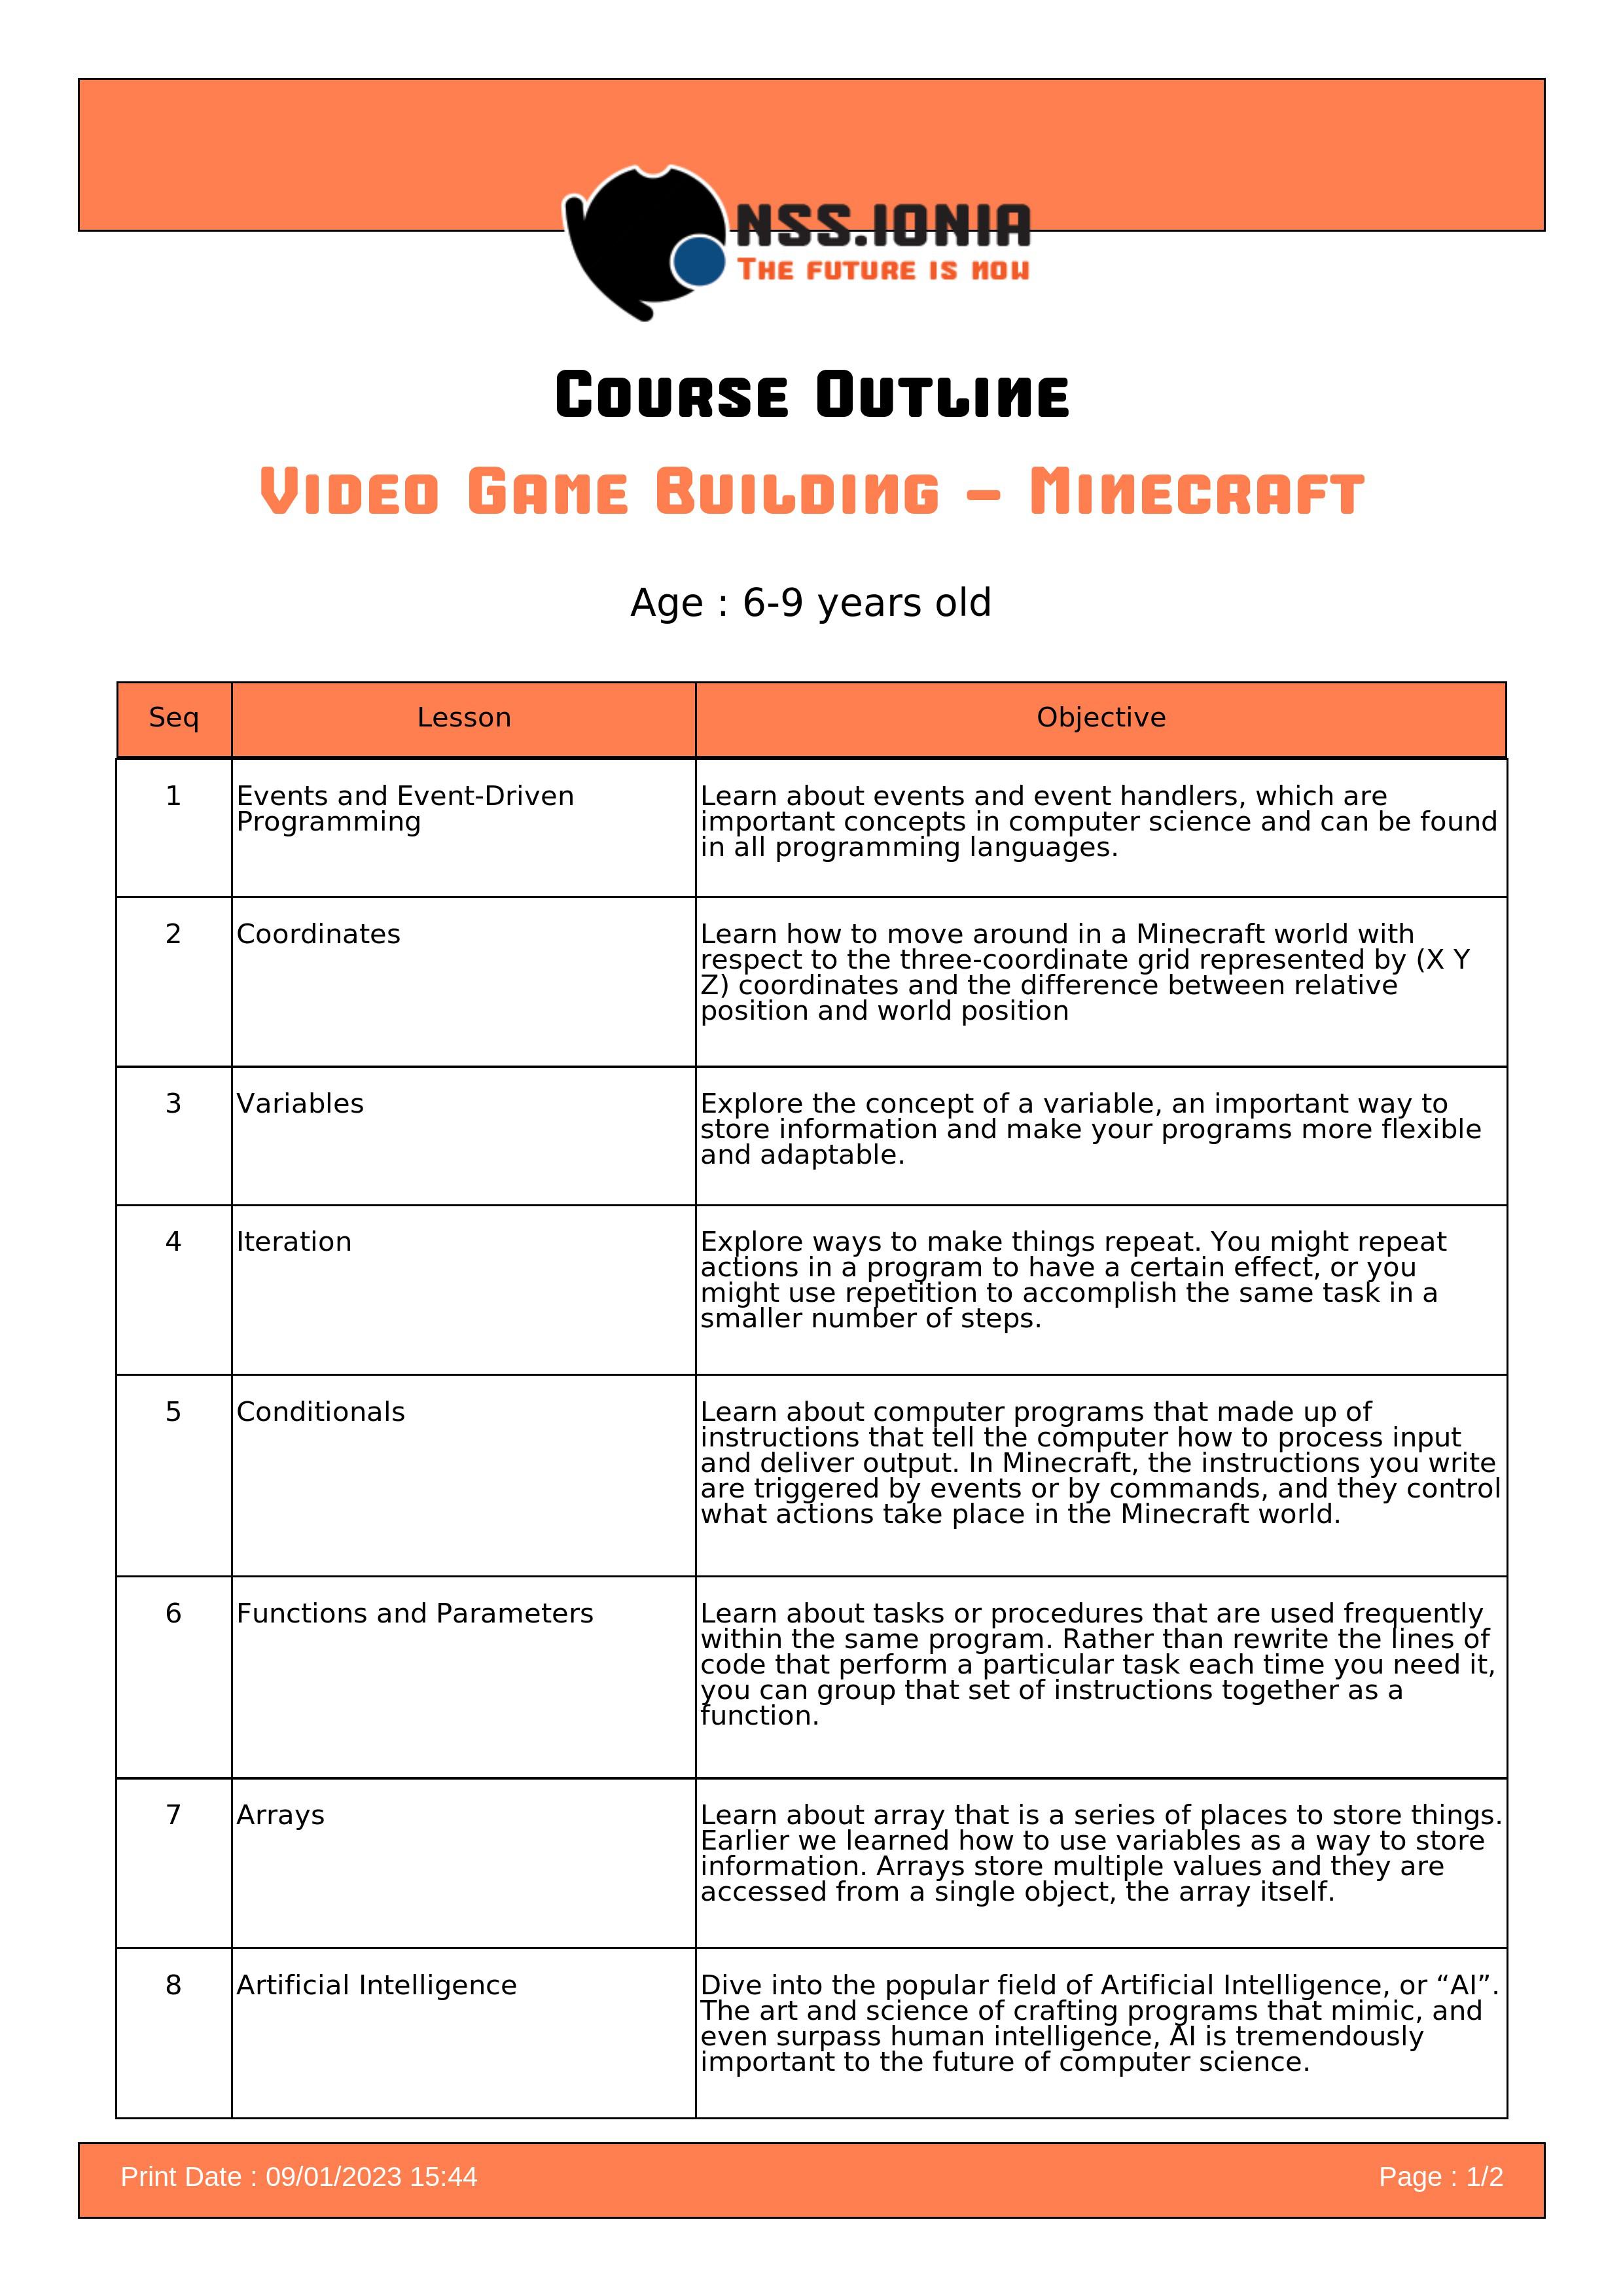 NSS.IONIA
The future is now
Course Outline
Video Game Building – Minecraft
Age : 6-9 years old
Seq Lesson Objective
1 Events and Event-Driven
Programming
Learn about events and event handlers, which are
important concepts in computer science and can be found
in all programming languages.
2 Coordinates
Learn how to move around in a Minecraft world with
respect to the three-coordinate grid represented by (X Y
Z) coordinates and the difference between relative
position and world position
3 Variables
Explore the concept of a variable, an important way to
store information and make your programs more flexible
and adaptable.
4 Iteration
Explore ways to make things repeat. You might repeat
actions in a program to have a certain effect, or you
might use repetition to accomplish the same task in a
smaller number of steps.
5 Conditionals
Learn about computer programs that made up of
instructions that tell the computer how to process input
and deliver output. In Minecraft, the instructions you write
are triggered by events or by commands, and they control
what actions take place in the Minecraft world.
6 Functions and Parameters
Learn about tasks or procedures that are used frequently
within the same program. Rather than rewrite the lines of
code that perform a particular task each time you need it,
you can group that set of instructions together as a
function.
7 Arrays
Learn about array that is a series of places to store things.
Earlier we learned how to use variables as a way to store
information. Arrays store multiple values and they are
accessed from a single object, the array itself.
8 Artificial Intelligence
Dive into the popular field of Artificial Intelligence, or “AI”.
The art and science of crafting programs that mimic, and
even surpass human intelligence, AI is tremendously
important to the future of computer science.
Print Date : 09/01/2023 15:44
Page : 1/2